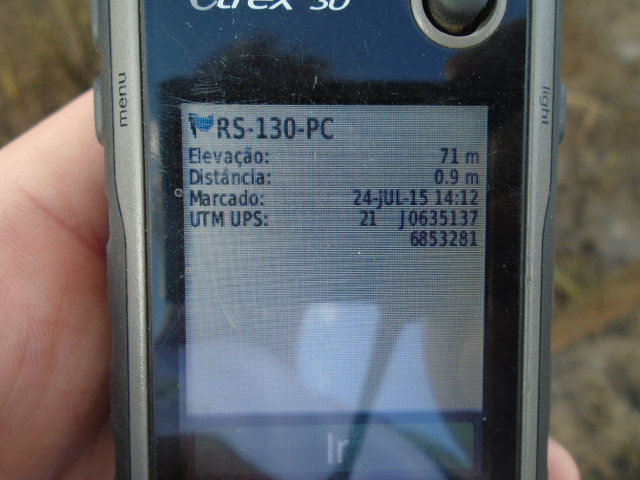 etrex 30
menu
light
RS-130-PC
Elevação: 71 m
Distância: 0.9 m
Marcado: 24-JUL-15 14:12
UTM UPS: 21 J 0635137
6853281
Ir